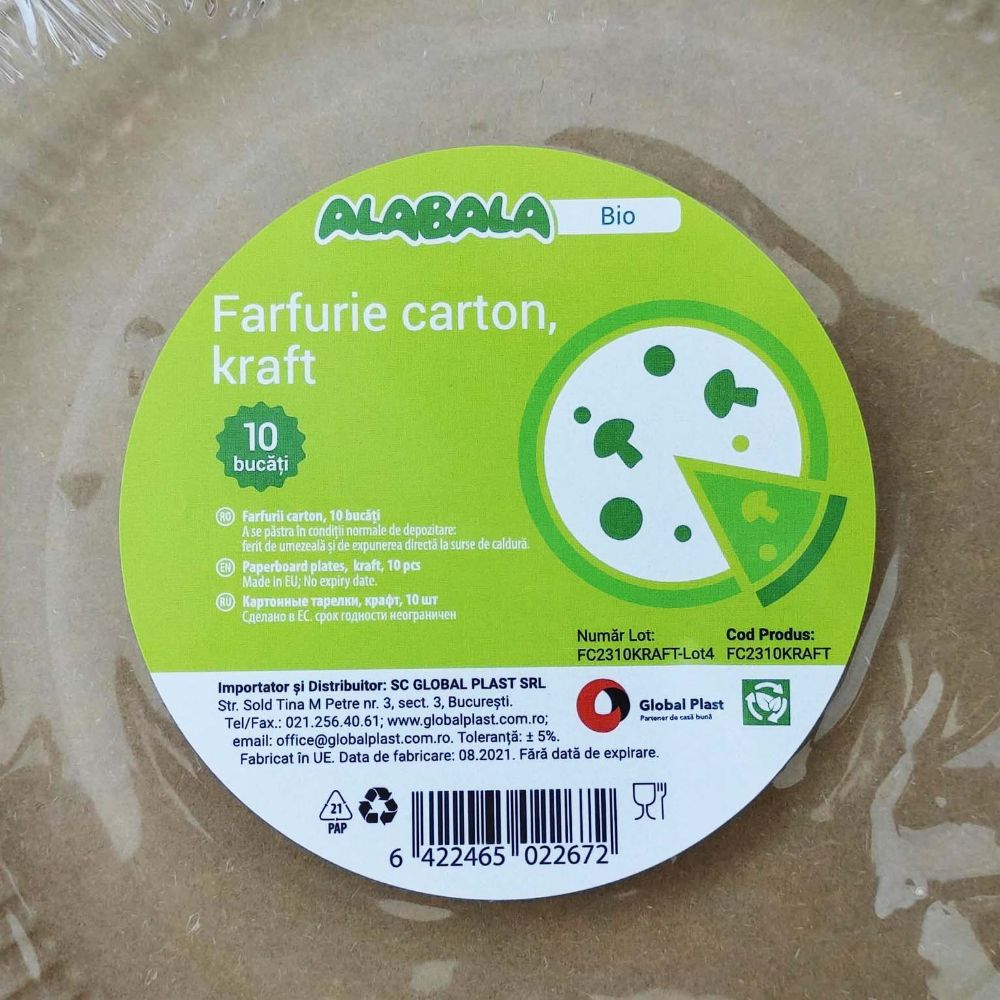 ALABALA
Bio
Farfurie carton,
kraft
10
bucăți
RO Farfurii carton, 10 bucăți
A se păstra în condiții normale de depozitare:
ferit de umezeală și de expunerea directă la surse de caldură.
EN Paperboard plates, kraft, 10 pcs
Made in EU; No expiry date.
RU Картонные тарелки, крафт, 10 шт
Сделано в ЕС. срок годности неограничен
Număr Lot:
FC2310KRAFT-Lot4
Cod Produs:
FC2310KRAFT
Importator și Distribuitor: SC GLOBAL PLAST SRL
Str. Sold Tina M Petre nr. 3, sect. 3, București.
Tel/Fax.: 021.256.40.61; www.globalplast.com.ro;
email: office@globalplast.com.ro. Toleranță: ± 5%.
Fabricat în UE. Data de fabricare: 08.2021. Fără dată de expirare.
Global Plast
Partener de casă bună
21
PAP
6 422465 022672